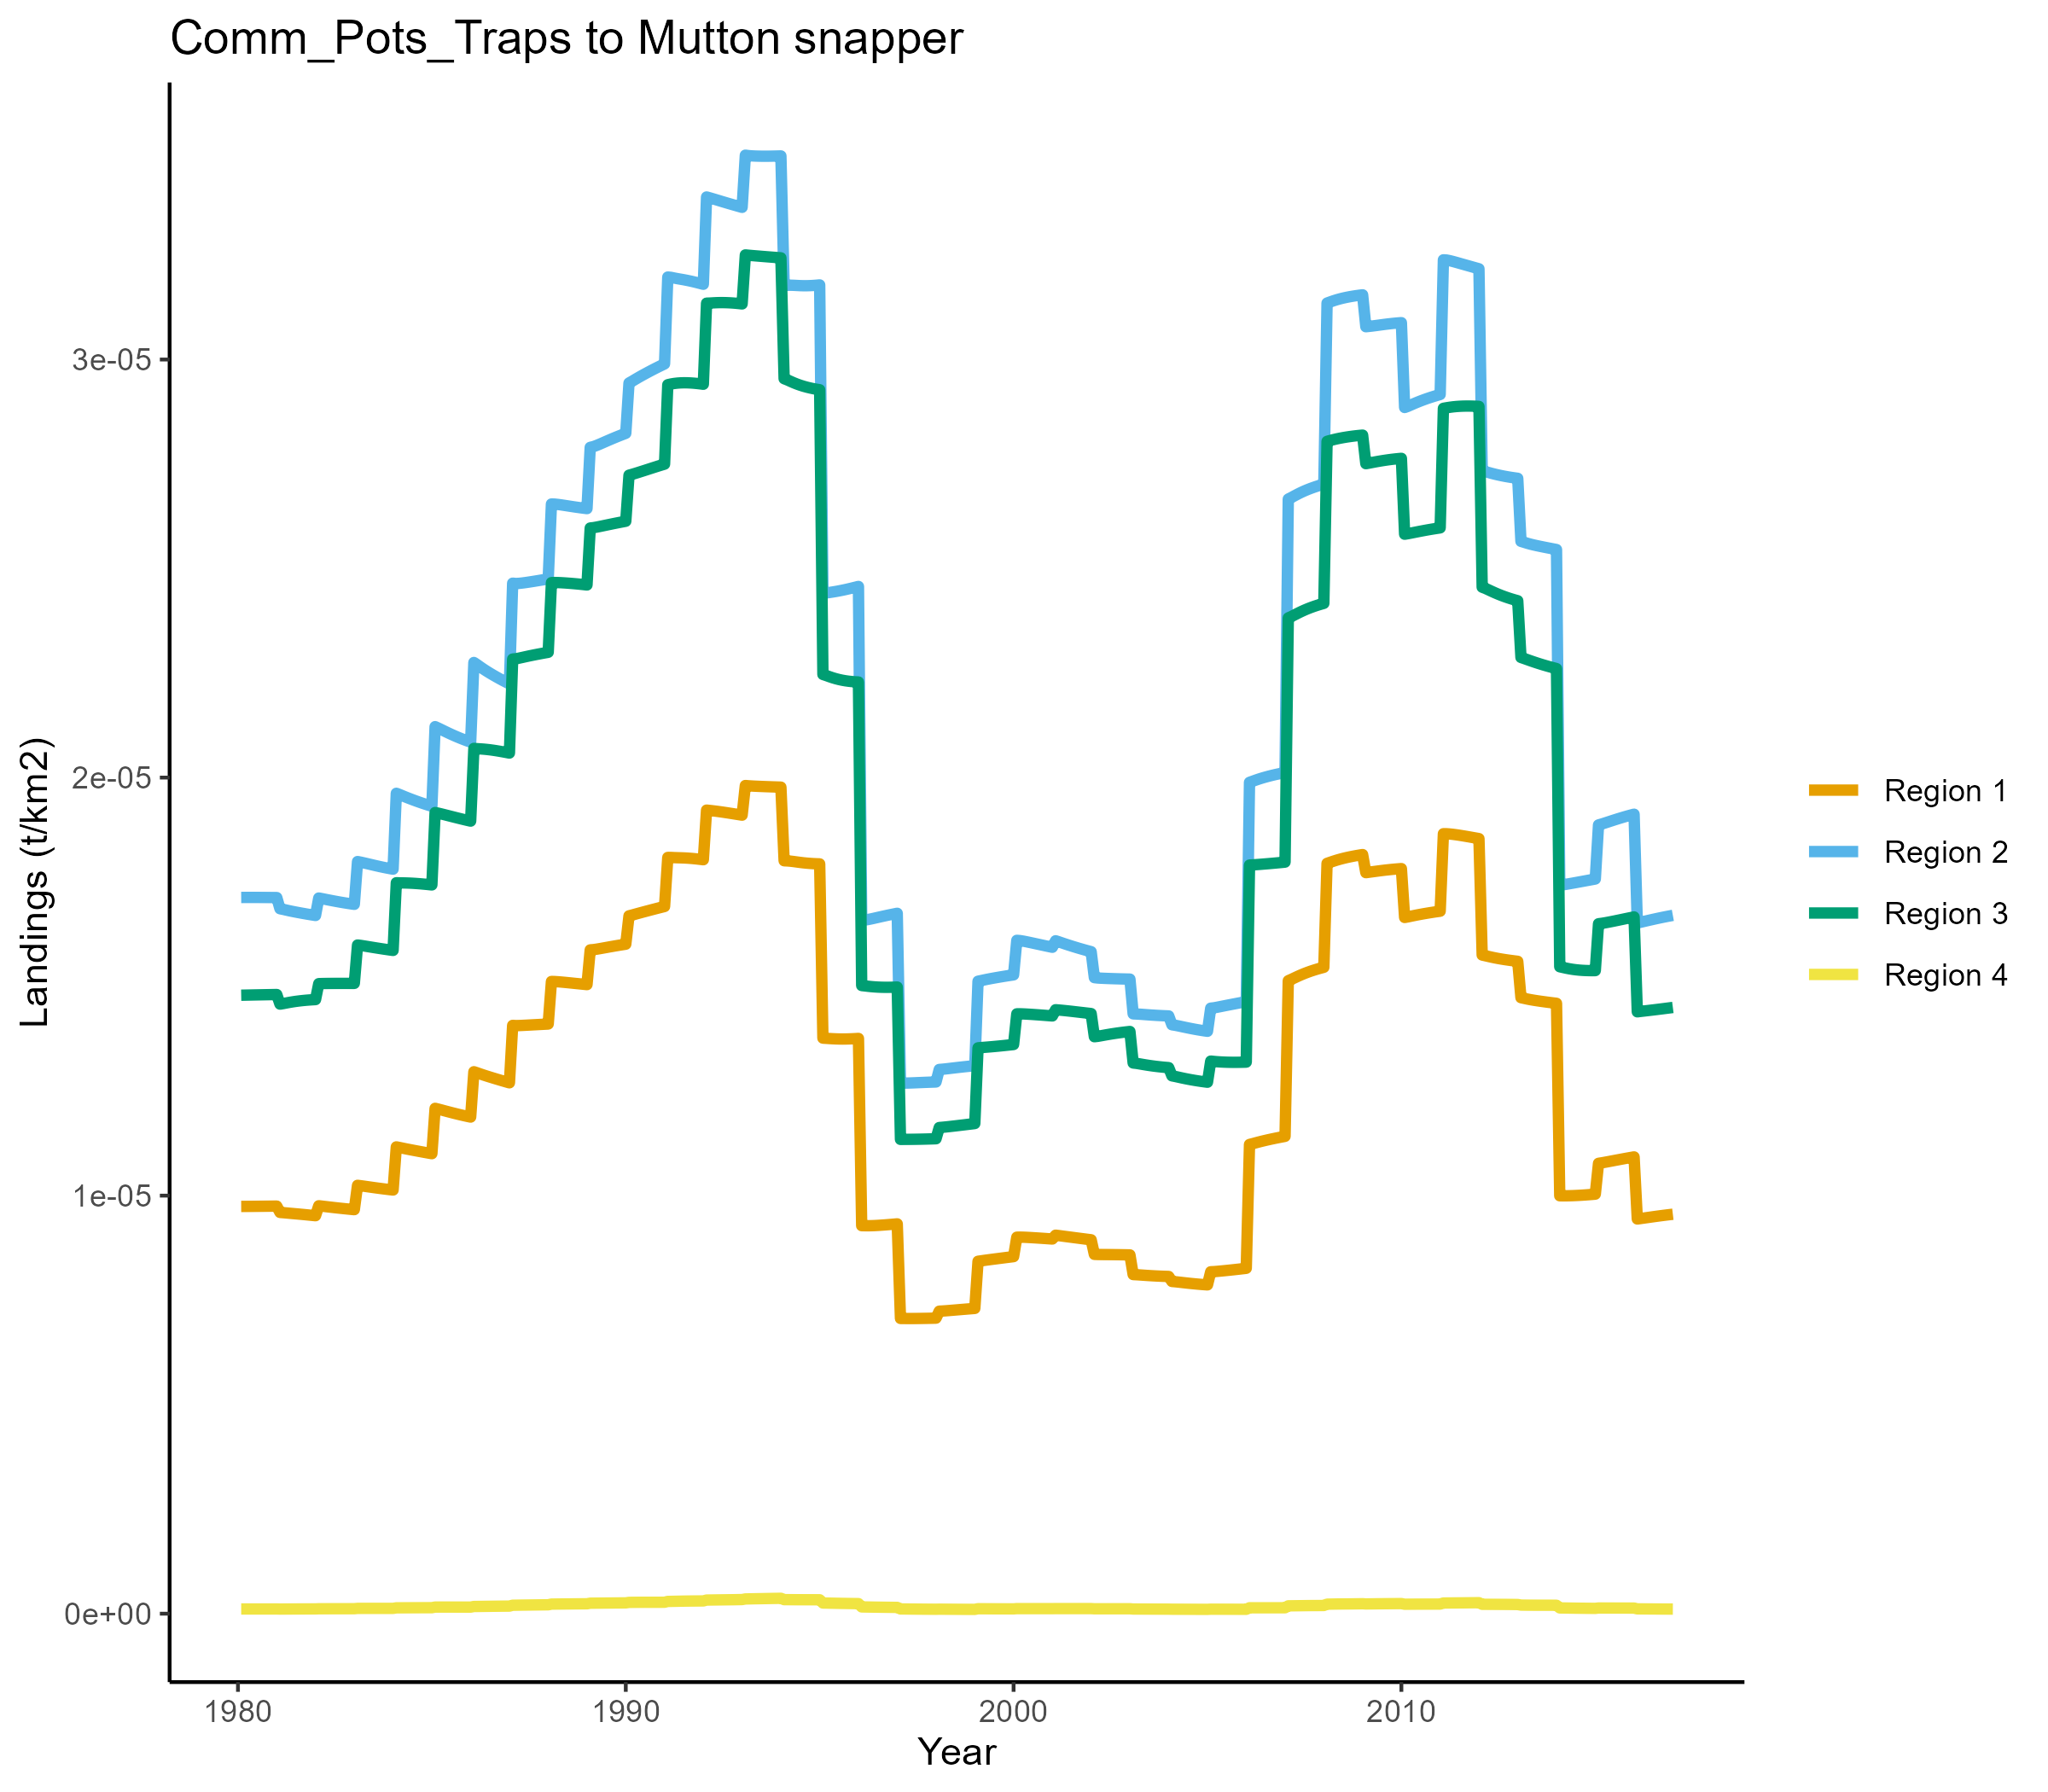 Comm_Pots_Traps to Mutton snapper
Landings (t/km2)
3e-05
2e-05
1e-05
0e+00
1980
1990
2000
2010
Year
Region 1
Region 2
Region 3
Region 4